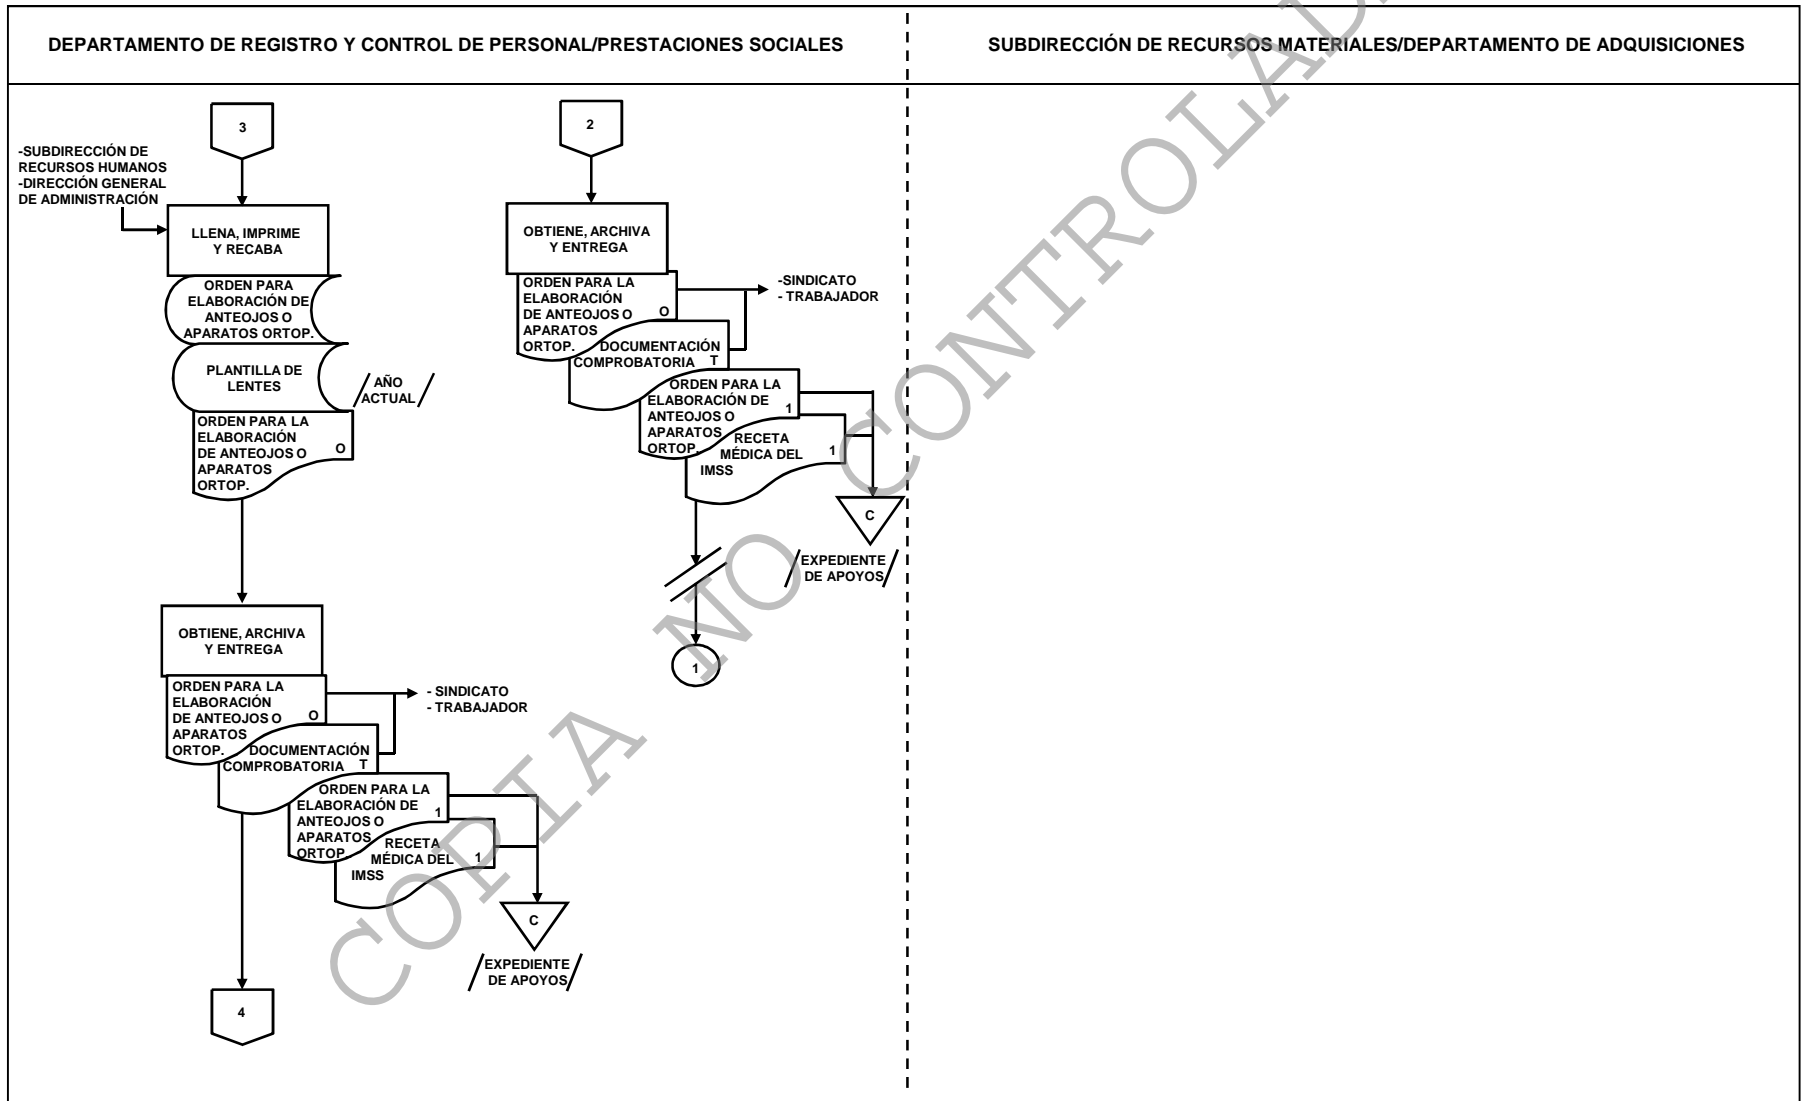 DEPARTAMENTO DE REGISTRO Y CONTROL DE PERSONAL/PRESTACIONES SOCIALES
SUBDIRECCIÓN DE RECURSOS MATERIALES/DEPARTAMENTO DE ADQUISICIONES
3
-SUBDIRECCIÓN DE
RECURSOS HUMANOS
-DIRECCIÓN GENERAL
DE ADMINISTRACIÓN
LLENA, IMPRIME
Y RECABA
ORDEN PARA
ELABORACIÓN DE
ANTEOJOS O
APARATOS ORTOP.
PLANTILLA DE
LENTES
/AÑO
ACTUAL/
ORDEN PARA LA
ELABORACIÓN
DE ANTEOJOS O
APARATOS
ORTOP.
O
OBTIENE, ARCHIVA
Y ENTREGA
ORDEN PARA LA
ELABORACIÓN
DE ANTEOJOS O
APARATOS
ORTOP.
O
- SINDICATO
- TRABAJADOR
DOCUMENTACIÓN
COMPROBATORIA T
ORDEN PARA LA
ELABORACIÓN DE
ANTEOJOS O
APARATOS
ORTOP.
1
RECETA
MÉDICA DEL
IMSS
1
C
/EXPEDIENTE
DE APOYOS/
4
2
OBTIENE, ARCHIVA
Y ENTREGA
ORDEN PARA LA
ELABORACIÓN
DE ANTEOJOS O
APARATOS
ORTOP.
O
-SINDICATO
- TRABAJADOR
DOCUMENTACIÓN
COMPROBATORIA T
ORDEN PARA LA
ELABORACIÓN DE
ANTEOJOS O
APARATOS
ORTOP.
1
RECETA
MÉDICA DEL
IMSS
1
C
/EXPEDIENTE
DE APOYOS/
1
COPIA NO CONTROLAD